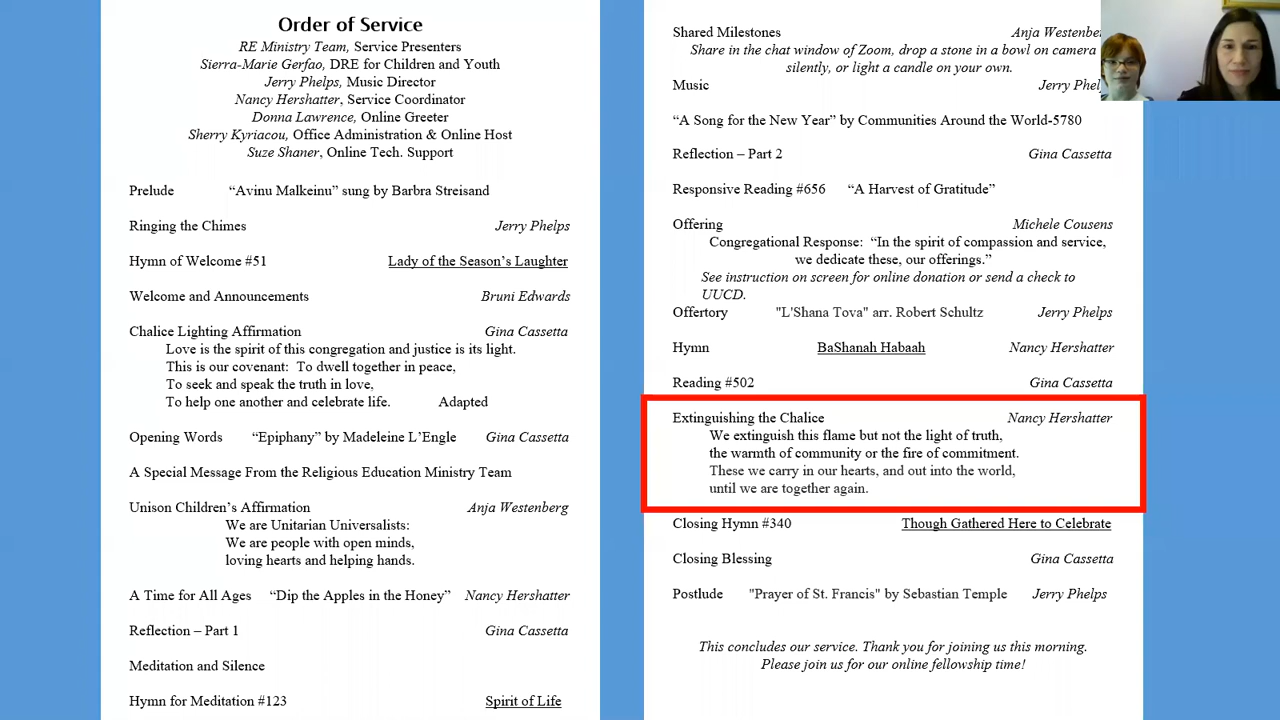 Order of Service
RE Ministry Team, Service Presenters
Sierra-Marie Gerfao, DRE for Children and Youth
Jerry Phelps, Music Director
Nancy Hershatter, Service Coordinator
Donna Lawrence, Online Greeter
Sherry Kyriacou, Office Administration & Online Host
Suze Shaner, Online Tech. Support
Prelude “Avinu Malkeinu” sung by Barbra Streisand
Ringing the Chimes Jerry Phelps
Hymn of Welcome #51 Lady of the Season’s Laughter
Welcome and Announcements Bruni Edwards
Chalice Lighting Affirmation Gina Cassetta
Love is the spirit of this congregation and justice is its light.
This is our covenant: To dwell together in peace,
To seek and speak the truth in love,
To help one another and celebrate life. Adapted
Opening Words “Epiphany” by Madeleine L’Engle Gina Cassetta
A Special Message From the Religious Education Ministry Team
Unison Children’s Affirmation Anja Westenberg
We are Unitarian Universalists:
We are people with open minds,
loving hearts and helping hands.
A Time for All Ages “Dip the Apples in the Honey” Nancy Hershatter
Reflection – Part 1 Gina Cassetta
Meditation and Silence
Hymn for Meditation #123 Spirit of Life
Shared Milestones Anja Westenberg
Share in the chat window of Zoom, drop a stone in a bowl on camera
silently, or light a candle on your own.
Music Jerry Phelps
“A Song for the New Year” by Communities Around the World-5780
Reflection – Part 2 Gina Cassetta
Responsive Reading #656 “A Harvest of Gratitude”
Offering Michele Cousens
Congregational Response: “In the spirit of compassion and service,
we dedicate these, our offerings.”
See instruction on screen for online donation or send a check to
UUCD.
Offertory "L'Shana Tova" arr. Robert Schultz Jerry Phelps
Hymn BaShanah Habaah Nancy Hershatter
Reading #502 Gina Cassetta
Extinguishing the Chalice Nancy Hershatter
We extinguish this flame but not the light of truth,
the warmth of community or the fire of commitment.
These we carry in our hearts, and out into the world,
until we are together again.
Closing Hymn #340 Though Gathered Here to Celebrate
Closing Blessing Gina Cassetta
Postlude "Prayer of St. Francis" by Sebastian Temple Jerry Phelps
This concludes our service. Thank you for joining us this morning.
Please join us for our online fellowship time!